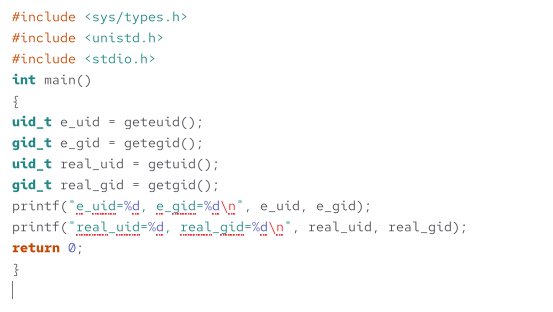 #include <sys/types.h>
#include <unistd.h>
#include <stdio.h>
int main()
{
uid_t e_uid = geteuid();
gid_t e_gid = getegid();
uid_t real_uid = getuid();
gid_t real_gid = getgid();
printf("e_uid=%d, e_gid=%d\n", e_uid, e_gid);
printf("real_uid=%d, real_gid=%d\n", real_uid, real_gid);
return 0;
}